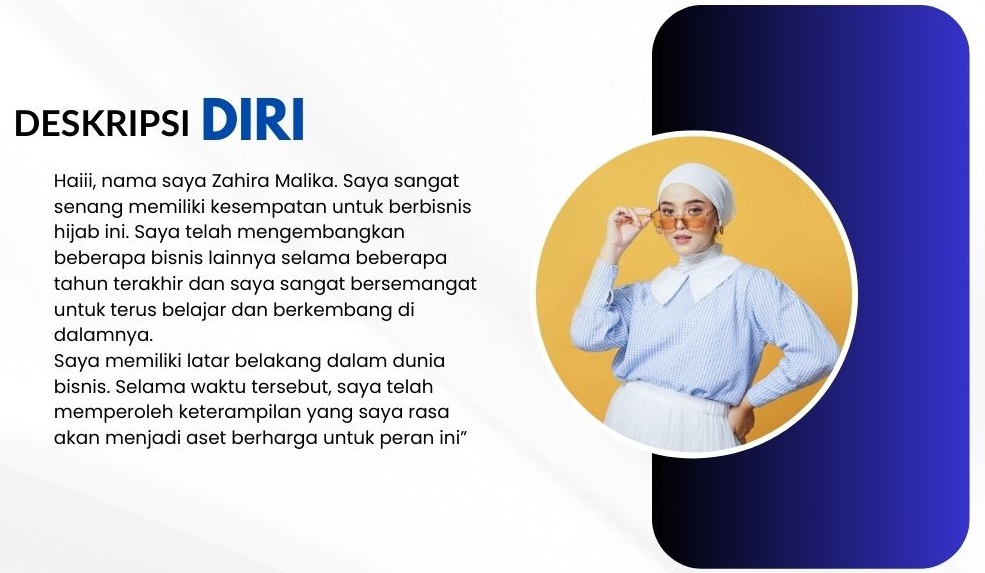 DESKRIPSI DIRI
Haiii, nama saya Zahira Malika. Saya sangat
senang memiliki kesempatan untuk berbisnis
hijab ini. Saya telah mengembangkan
beberapa bisnis lainnya selama beberapa
tahun terakhir dan saya sangat bersemangat
untuk terus belajar dan berkembang di
dalamnya.
Saya memiliki latar belakang dalam dunia
bisnis. Selama waktu tersebut, saya telah
memperoleh keterampilan yang saya rasa
akan menjadi aset berharga untuk peran ini”